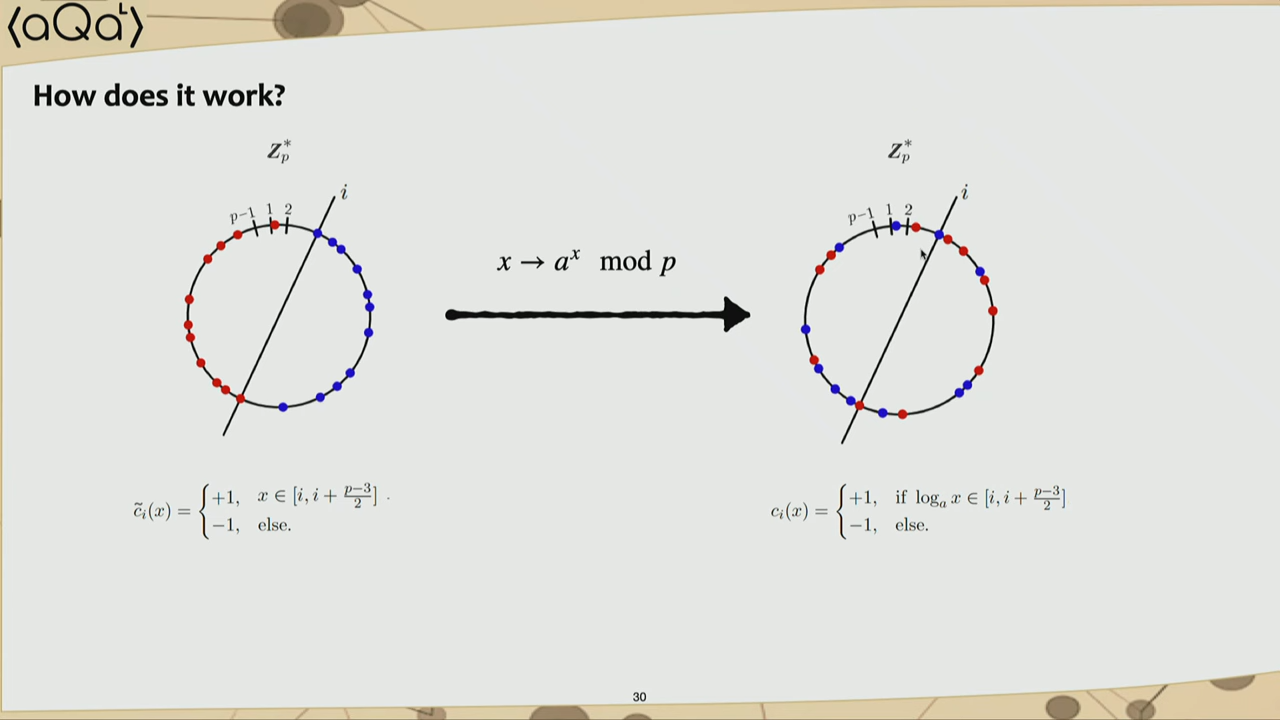 ⟨aQaᴸ⟩
How does it work?
Z*_p
Z*_p
i
p−1 1 2
i
p−1 1 2
x → a^x mod p
c̃_i(x) = { +1, x ∈ [i, i + (p−3)/2] .
−1, else.
c_i(x) = { +1, if log_a x ∈ [i, i + (p−3)/2]
−1, else.
30